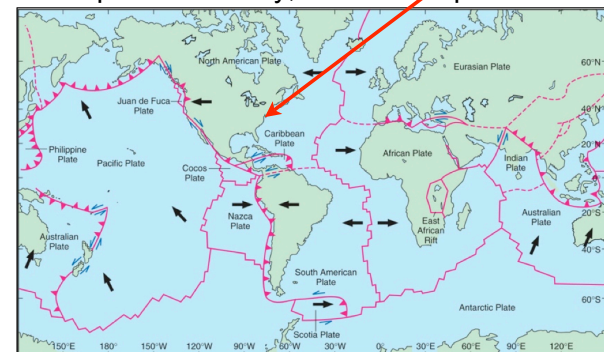 North American Plate
Eurasian Plate
60°N
Juan de Fuca
Plate
40°N
Caribbean
Plate
Philippine
Plate
Pacific Plate
Cocos
Plate
African Plate
Indian
Plate
20°N
0°
Nazca
Plate
East
African
Rift
Australian
Plate
20°S
Australian
Plate
40°S
South American
Plate
60°S
Antarctic Plate
Scotia Plate
150°E
180°
150°W
120°W
90°W
60°W
30°W
0°
30°E
60°E
90°E
120°E